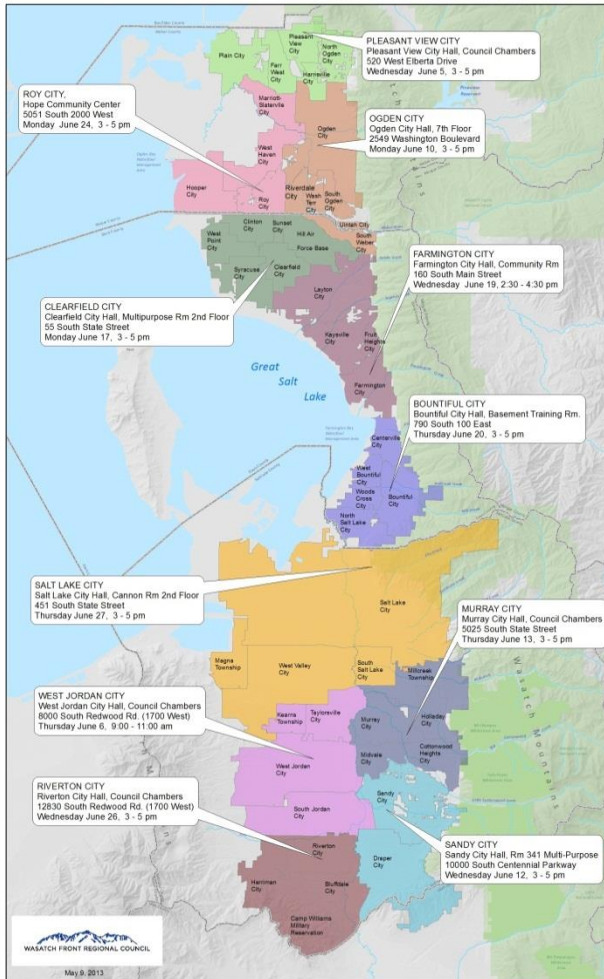 PLEASANT VIEW CITY
Pleasant View City Hall, Council Chambers
520 West Elberta Drive
Wednesday June 5, 3 - 5 pm
Pleasant
View
City
North
Ogden
City
Plain City
Farr
West
City
Harrisville
City
ROY CITY,
Hope Community Center
5051 South 2000 West
Monday June 24, 3 - 5 pm
Marriott-
Slaterville
City
OGDEN CITY
Ogden City Hall, 7th Floor
2549 Washington Boulevard
Monday June 10, 3 - 5 pm
Ogden
City
West
Haven
City
Hooper
City
Roy
City
Riverdale
City
Wash
Terr
City
South
Ogden
City
Uintah City
South
Weber
City
West
Point
City
Clinton
City
Sunset
City
Hill Air
Force Base
Syracuse
City
Clearfield
City
FARMINGTON CITY
Farmington City Hall, Community Rm
160 South Main Street
Wednesday June 19, 2:30 - 4:30 pm
Layton
City
CLEARFIELD CITY
Clearfield City Hall, Multipurpose Rm 2nd Floor
55 South State Street
Monday June 17, 3 - 5 pm
Kaysville
City
Fruit
Heights
City
Farmington
City
Great
Salt
Lake
BOUNTIFUL CITY
Bountiful City Hall, Basement Training Rm.
790 South 100 East
Thursday June 20, 3 - 5 pm
Centerville
City
West
Bountiful
City
Woods
Cross
City
Bountiful
City
North
Salt Lake
City
SALT LAKE CITY
Salt Lake City Hall, Cannon Rm 2nd Floor
451 South State Street
Thursday June 27, 3 - 5 pm
Salt Lake
City
MURRAY CITY
Murray City Hall, Council Chambers
5025 South State Street
Thursday June 13, 3 - 5 pm
Magna
Township
West Valley
City
South
Salt Lake
City
Millcreek
Township
WEST JORDAN CITY
West Jordan City Hall, Council Chambers
8000 South Redwood Rd. (1700 West)
Thursday June 6, 9:00 - 11:00 am
Kearns
Township
Taylorsville
City
Murray
City
Holladay
City
Midvale
City
Cottonwood
Heights
City
West Jordan
City
Wasatch Mountains
RIVERTON CITY
Riverton City Hall, Council Chambers
12830 South Redwood Rd. (1700 West)
Wednesday June 26, 3 - 5 pm
South Jordan
City
Sandy
City
SANDY CITY
Sandy City Hall, Rm 341 Multi-Purpose
10000 South Centennial Parkway
Wednesday June 12, 3 - 5 pm
Riverton
City
Draper
City
Herriman
City
Bluffdale
City
Camp Williams
Military
Reservation
WASATCH FRONT REGIONAL COUNCIL
May 9, 2013